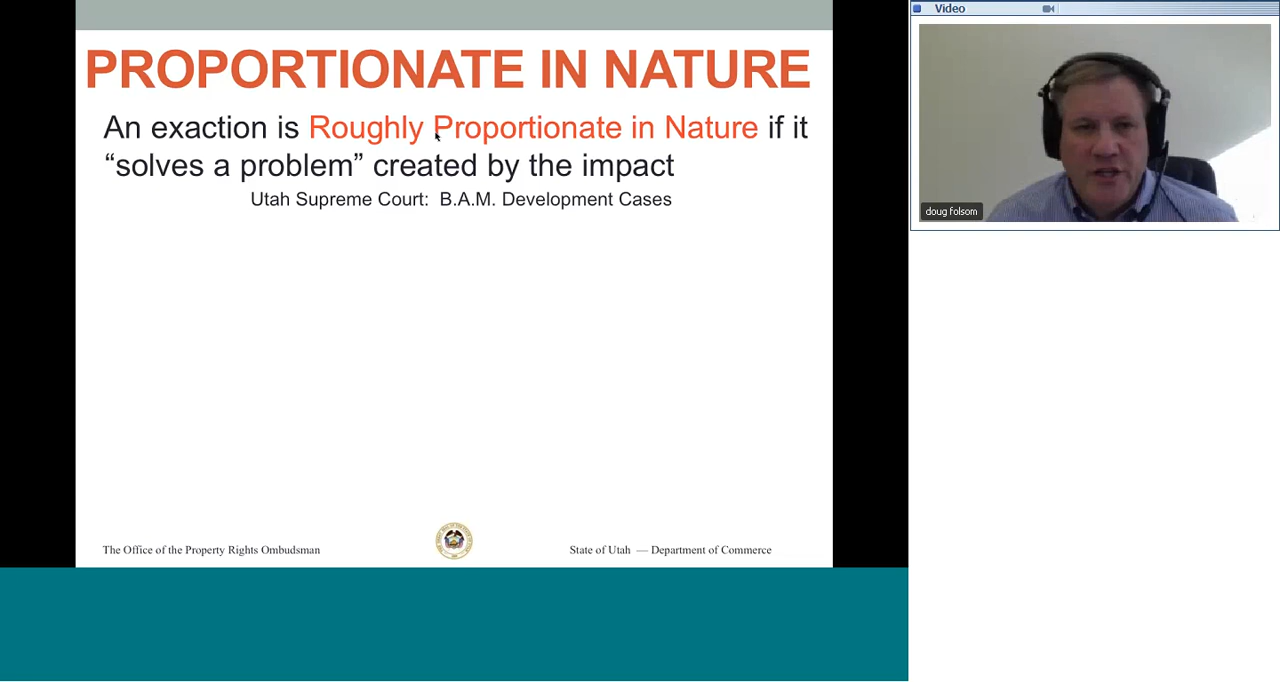 PROPORTIONATE IN NATURE
An exaction is Roughly Proportionate in Nature if it
“solves a problem” created by the impact
Utah Supreme Court: B.A.M. Development Cases
The Office of the Property Rights Ombudsman
State of Utah — Department of Commerce
Video
doug folsom